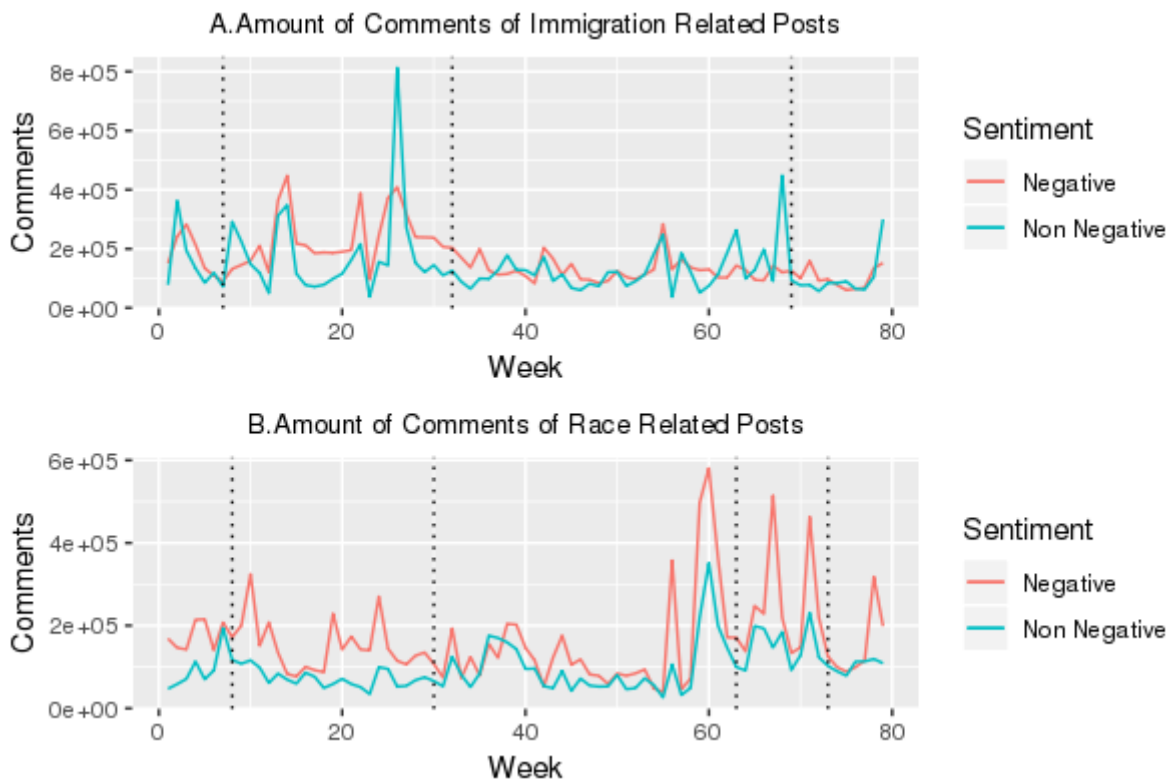 A.Amount of Comments of Immigration Related Posts
8e+05
6e+05
4e+05
2e+05
0e+00
Comments
0 20 40 60 80
Week
Sentiment
Negative
Non Negative
B.Amount of Comments of Race Related Posts
6e+05
4e+05
2e+05
0e+00
Comments
0 20 40 60 80
Week
Sentiment
Negative
Non Negative